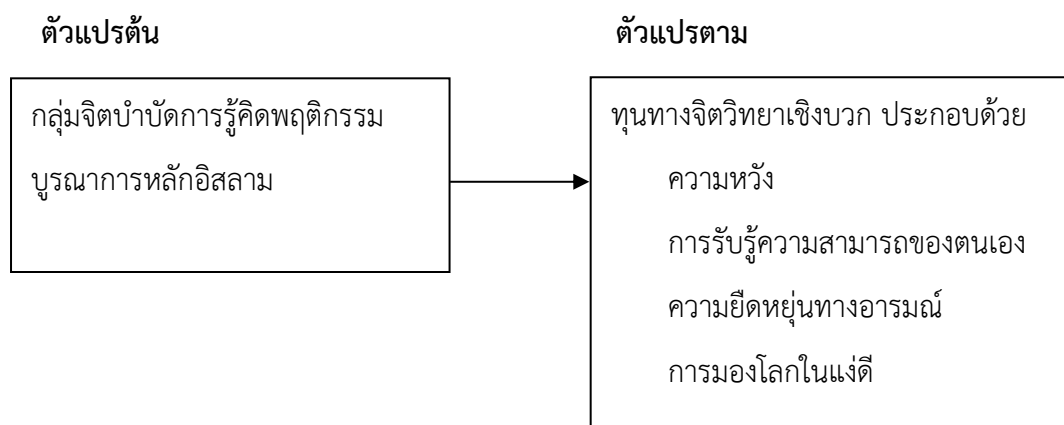 ตัวแปรต้น
กลุ่มจิตบำบัดการรู้คิดพฤติกรรม
บูรณาการหลักอิสลาม
ตัวแปรตาม
ทุนทางจิตวิทยาเชิงบวก ประกอบด้วย
ความหวัง
การรับรู้ความสามารถของตนเอง
ความยืดหยุ่นทางอารมณ์
การมองโลกในแง่ดี